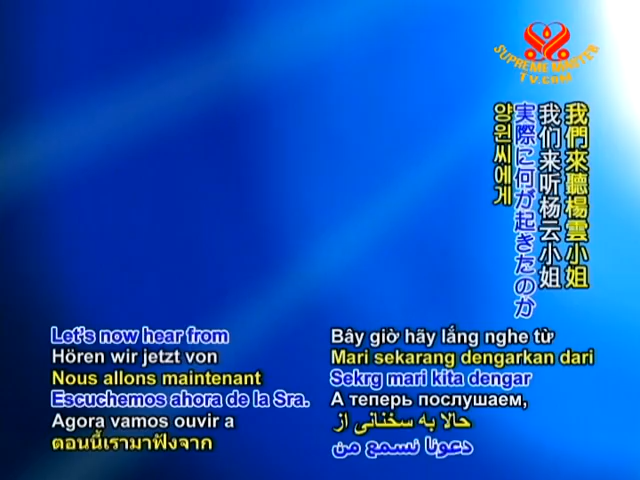 SUPREME MASTER
TV.COM
我們來聽楊雲小姐
我们来听杨云小姐
実際に何が起きたのか
양원씨에게
Let's now hear from
Hören wir jetzt von
Nous allons maintenant
Escuchemos ahora de la Sra.
Agora vamos ouvir a
ตอนนี้เรามาฟังจาก
Bây giờ hãy lắng nghe từ
Mari sekarang dengarkan dari
Sekrg mari kita dengar
А теперь послушаем,
حالا به سخنانی از
دعونا نسمع من